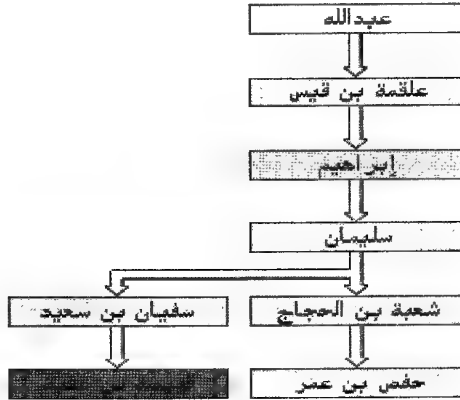 عبدالله
علقمة بن قيس
إبراهيم
سليمان
شعبة بن الحجاج
سفيان بن سعيد
حفص بن عمر